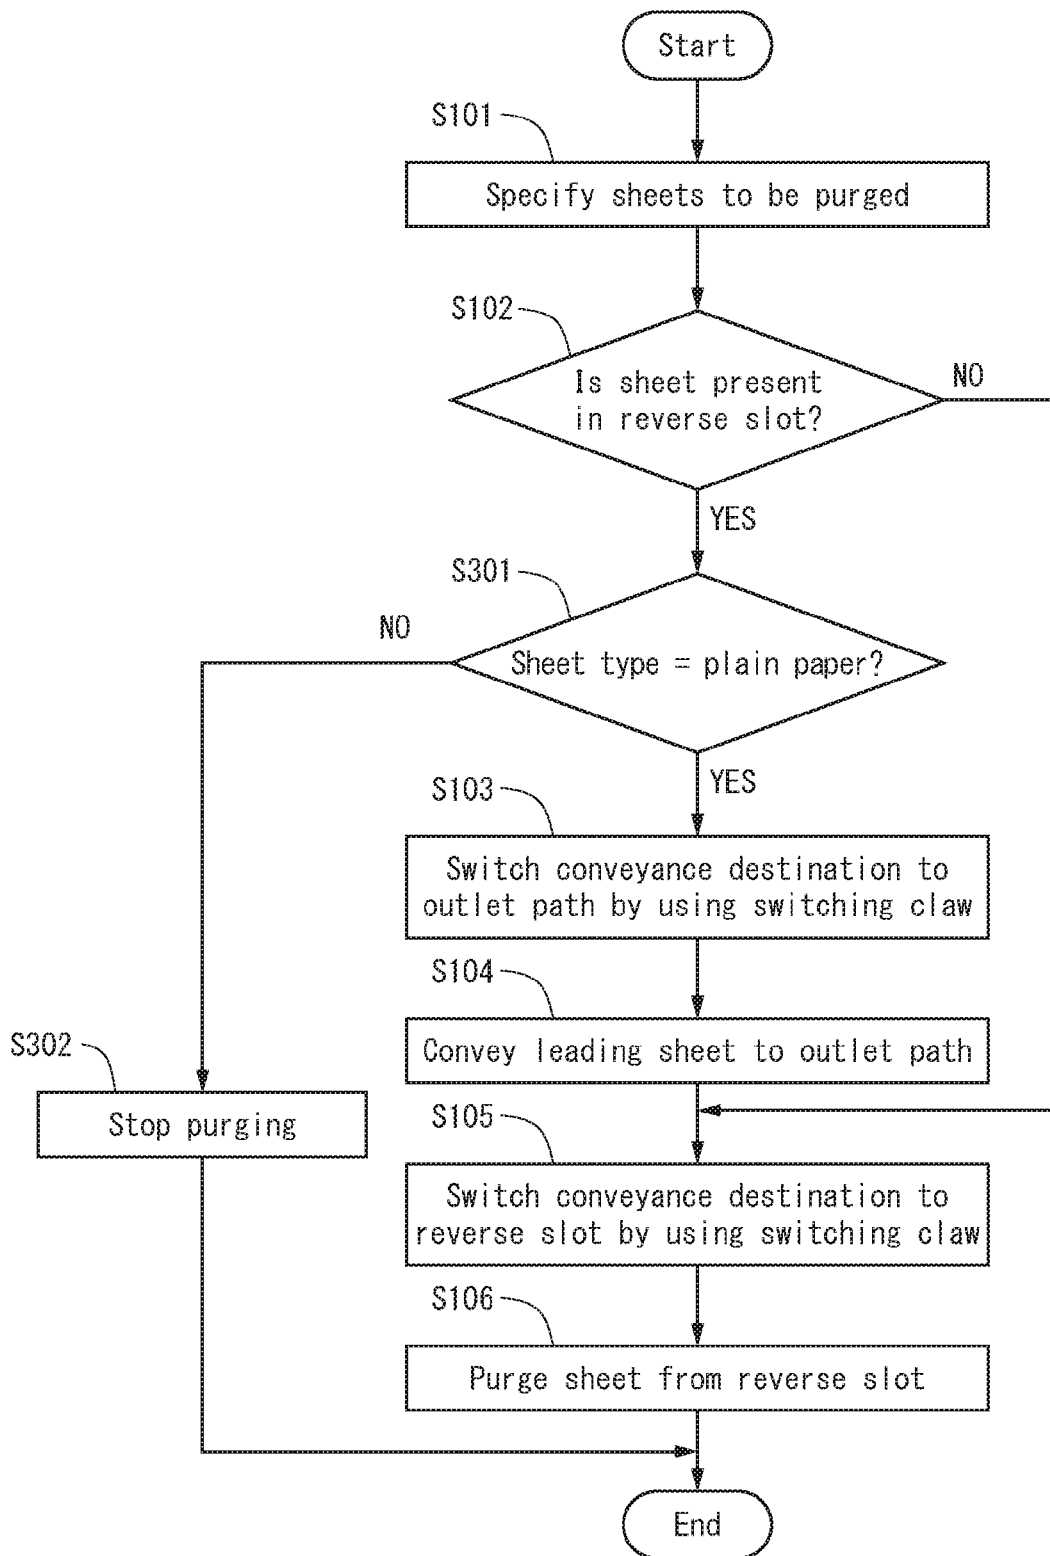 Start
S101
Specify sheets to be purged
S102
Is sheet present
in reverse slot?
NO
YES
S301
NO
Sheet type = plain paper?
YES
S103
Switch conveyance destination to
outlet path by using switching claw
S104
S302
Convey leading sheet to outlet path
Stop purging
S105
Switch conveyance destination to
reverse slot by using switching claw
S106
Purge sheet from reverse slot
End